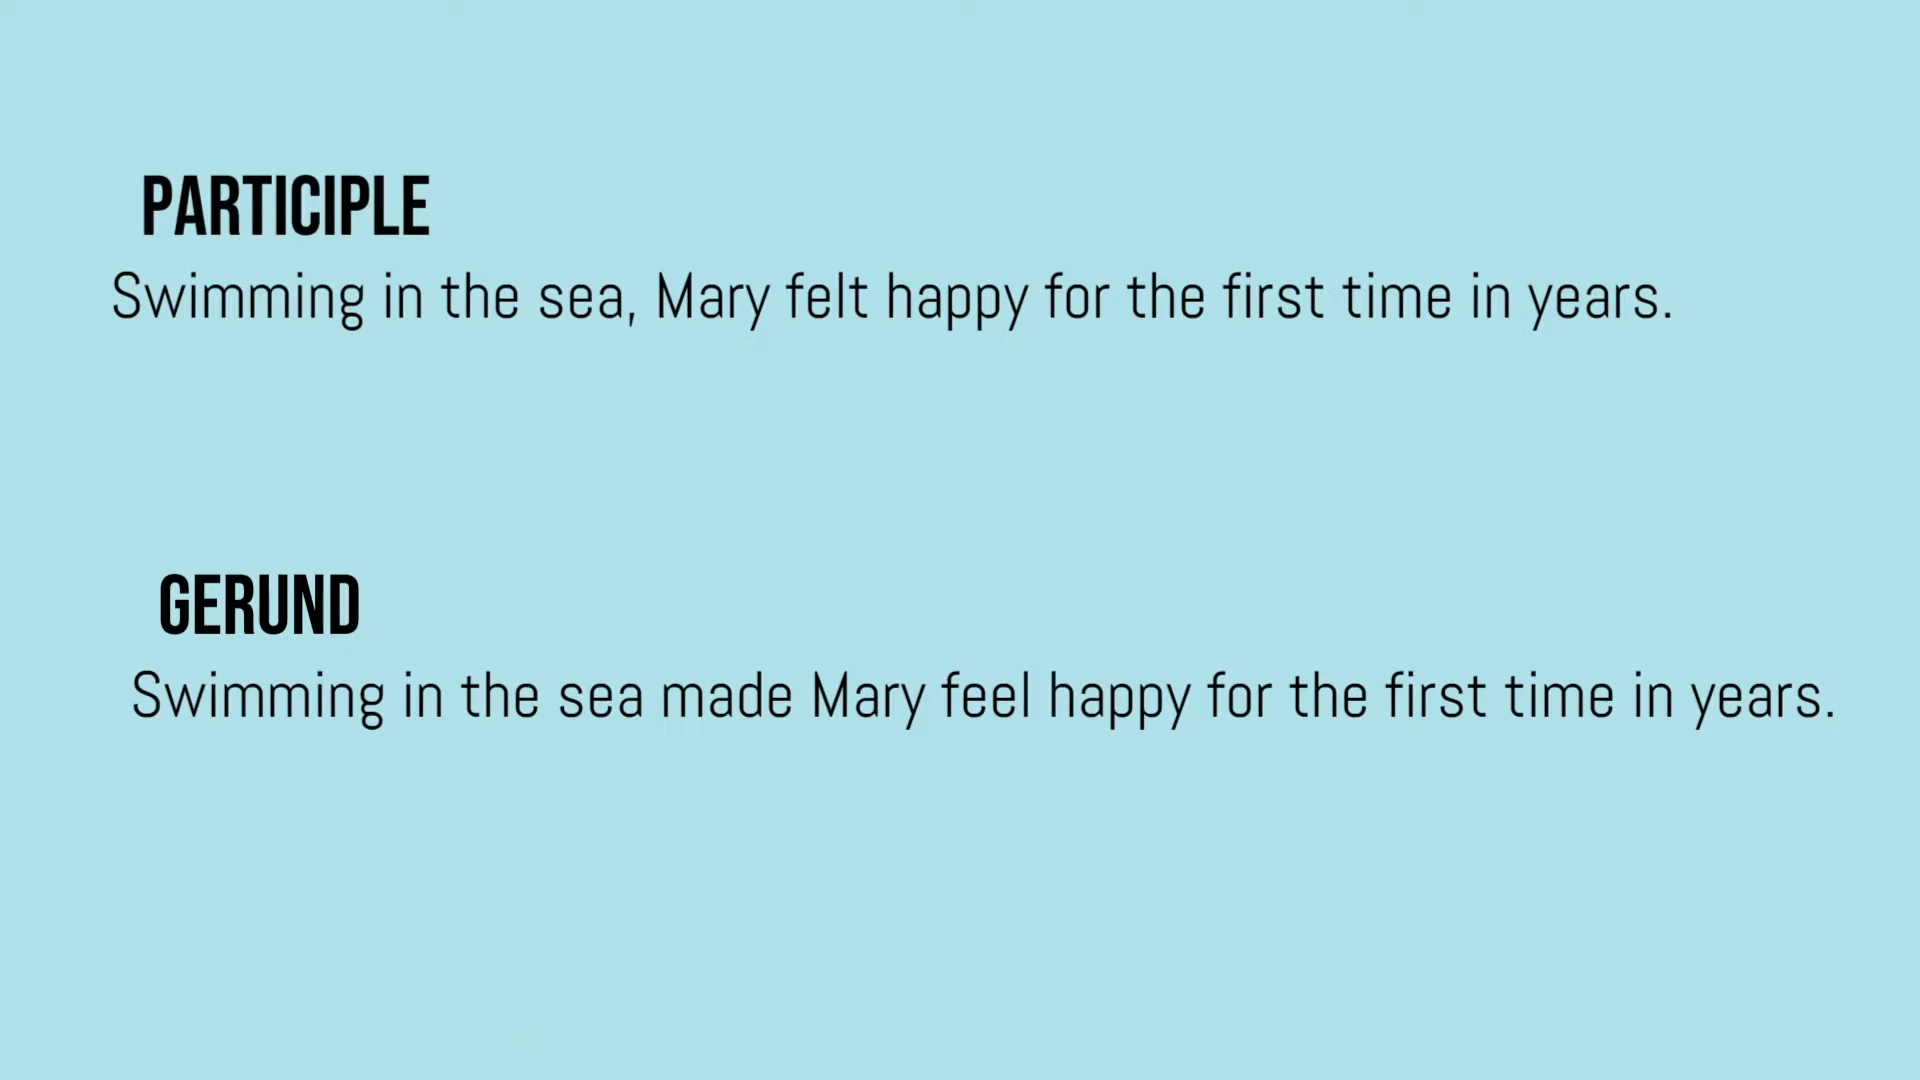 PARTICIPLE
Swimming in the sea, Mary felt happy for the first time in years.
GERUND
Swimming in the sea made Mary feel happy for the first time in years.